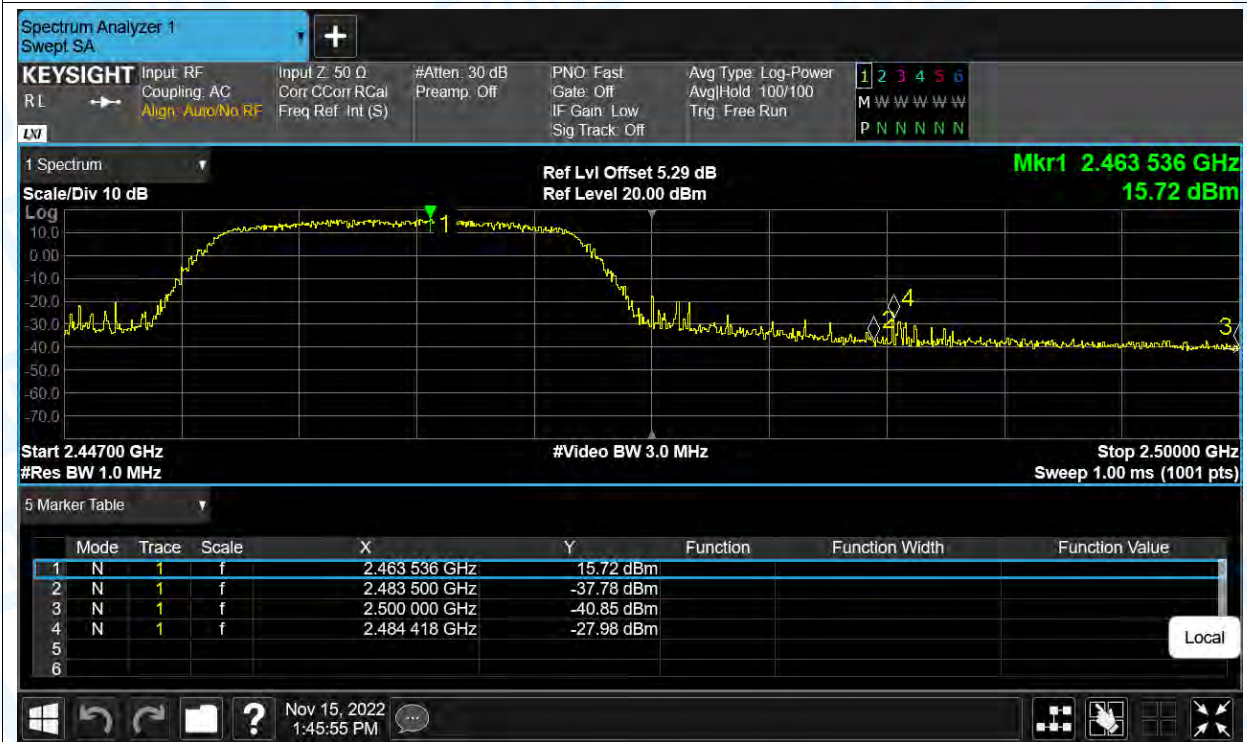 Spectrum Analyzer 1
Swept SA
+
KEYSIGHT Input: RF Input Z: 50 Ω #Atten: 30 dB PNO: Fast Avg Type: Log-Power 1 2 3 4 5 6
RL Coupling: AC Corr CCorr RCal Preamp: Off Gate: Off Avg|Hold: 100/100 M W W W W W
Align: Auto/No RF Freq Ref: Int (S) IF Gain: Low Trig: Free Run
LXI Sig Track: Off P N N N N N
1 Spectrum
Ref Lvl Offset 5.29 dB
Mkr1 2.463 536 GHz
Scale/Div 10 dB Ref Level 20.00 dBm 15.72 dBm
Log
10.0
1
0.00
-10.0
-20.0
4
-30.0
2
3
-40.0
-50.0
-60.0
-70.0
Start 2.44700 GHz #Video BW 3.0 MHz Stop 2.50000 GHz
#Res BW 1.0 MHz Sweep 1.00 ms (1001 pts)
5 Marker Table
Mode Trace Scale X Y Function Function Width Function Value
1 N 1 f 2.463 536 GHz 15.72 dBm
2 N 1 f 2.483 500 GHz -37.78 dBm
3 N 1 f 2.500 000 GHz -40.85 dBm
4 N 1 f 2.484 418 GHz -27.98 dBm
5
Local
6
? Nov 15, 2022
1:45:55 PM